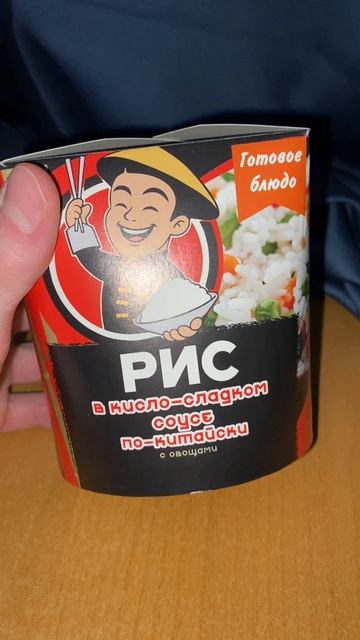 Готовое
блюдо
РИС
в кисло-сладком
соусе
по-китайски
с овощами